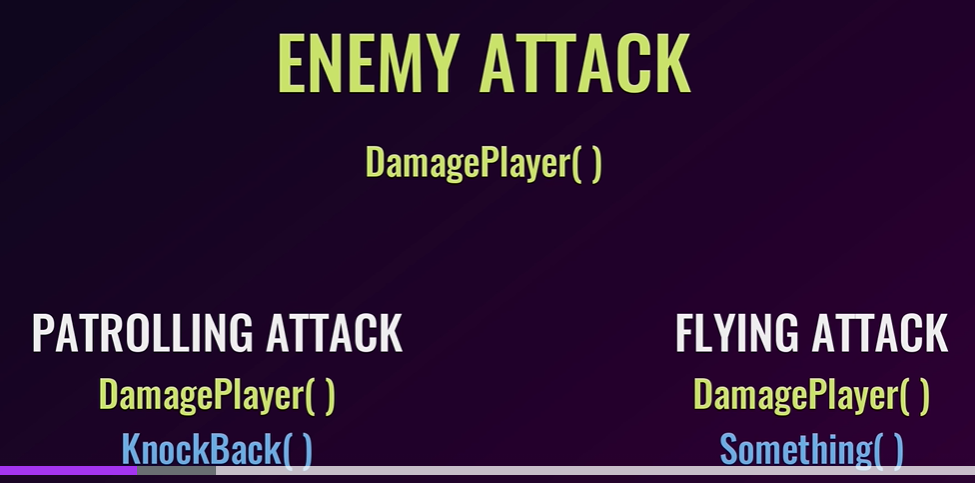 ENEMY ATTACK
DamagePlayer( )
PATROLLING ATTACK
DamagePlayer( )
KnockBack( )
FLYING ATTACK
DamagePlayer( )
Something( )